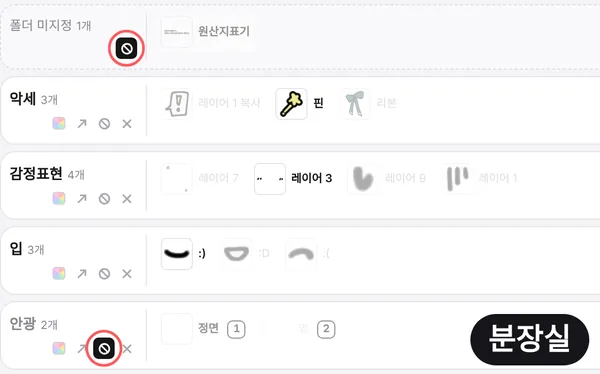 폴더 미지정 1개
원산지표기
악세 3개
레이어 1 복사
핀
리본
감정표현 4개
레이어 7
레이어 3
레이어 9
레이어 1
입 3개
:)
:D
:(
안광 2개
정면 1
옆 2
분장실